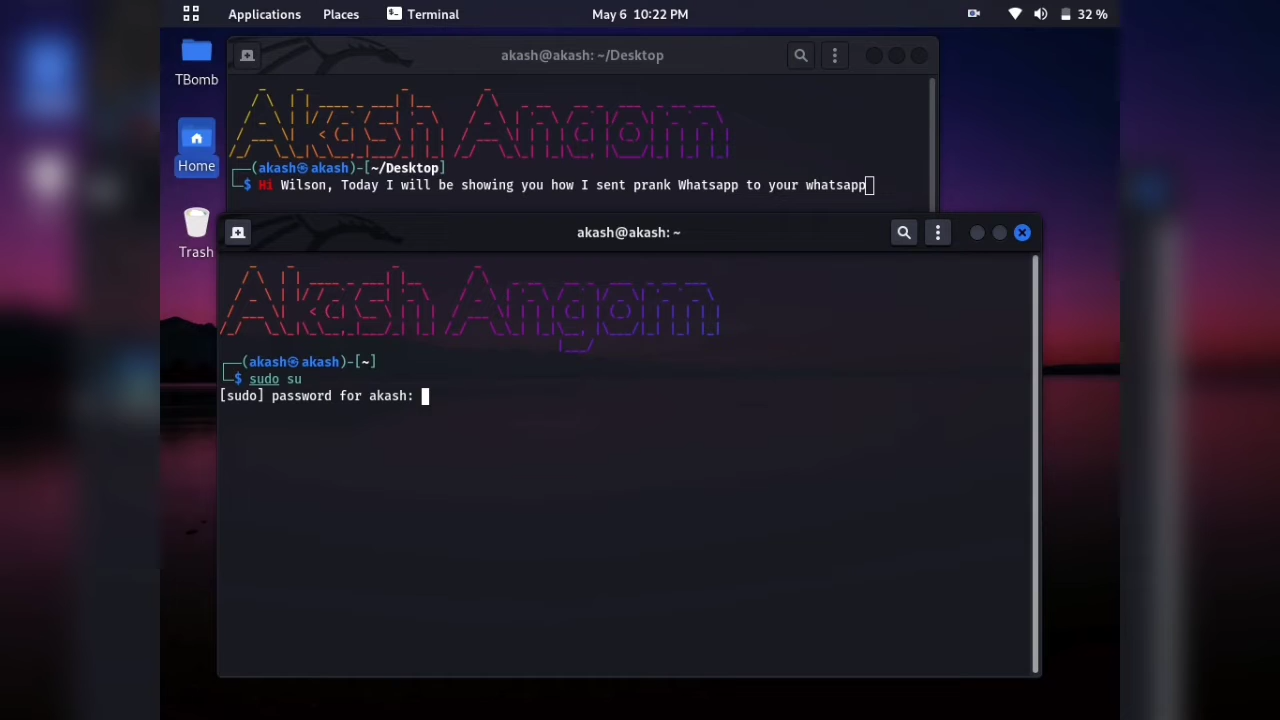 Applications Places Terminal May 6 10:22 PM 32 %
TBomb
Home
Trash
akash@akash: ~/Desktop
Akash Angom
(akash㉿akash)-[~/Desktop]
$ Hi Wilson, Today I will be showing you how I sent prank Whatsapp to your whatsapp
akash@akash: ~
Akash Angom
(akash㉿akash)-[~]
$ sudo su
[sudo] password for akash: